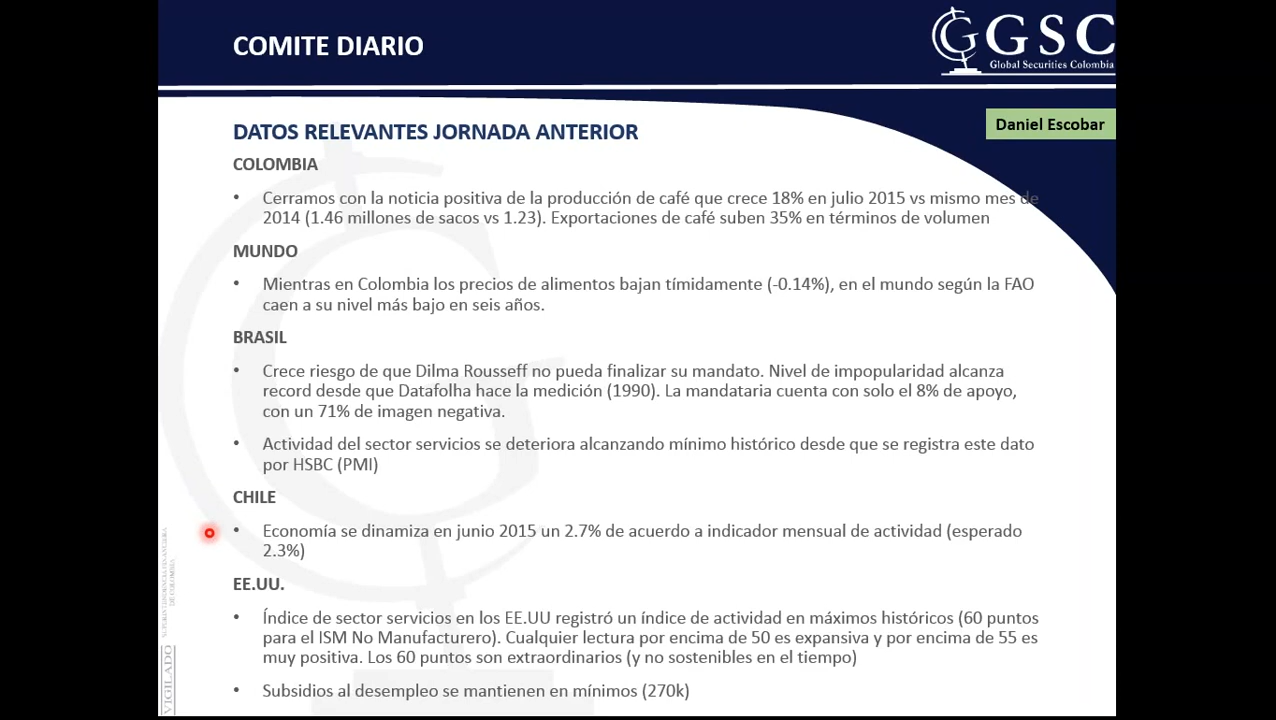 COMITE DIARIO
GSC
Global Securities Colombia
Daniel Escobar
DATOS RELEVANTES JORNADA ANTERIOR
COLOMBIA
• Cerramos con la noticia positiva de la producción de café que crece 18% en julio 2015 vs mismo mes de
2014 (1.46 millones de sacos vs 1.23). Exportaciones de café suben 35% en términos de volumen
MUNDO
• Mientras en Colombia los precios de alimentos bajan tímidamente (-0.14%), en el mundo según la FAO
caen a su nivel más bajo en seis años.
BRASIL
• Crece riesgo de que Dilma Rousseff no pueda finalizar su mandato. Nivel de impopularidad alcanza
record desde que Datafolha hace la medición (1990). La mandataria cuenta con solo el 8% de apoyo,
con un 71% de imagen negativa.
• Actividad del sector servicios se deteriora alcanzando mínimo histórico desde que se registra este dato
por HSBC (PMI)
CHILE
• Economía se dinamiza en junio 2015 un 2.7% de acuerdo a indicador mensual de actividad (esperado
2.3%)
EE.UU.
• Índice de sector servicios en los EE.UU registró un índice de actividad en máximos históricos (60 puntos
para el ISM No Manufacturero). Cualquier lectura por encima de 50 es expansiva y por encima de 55 es
muy positiva. Los 60 puntos son extraordinarios (y no sostenibles en el tiempo)
• Subsidios al desempleo se mantienen en mínimos (270k)
VIGILADO
SUPERINTENDENCIA FINANCIERA
DE COLOMBIA